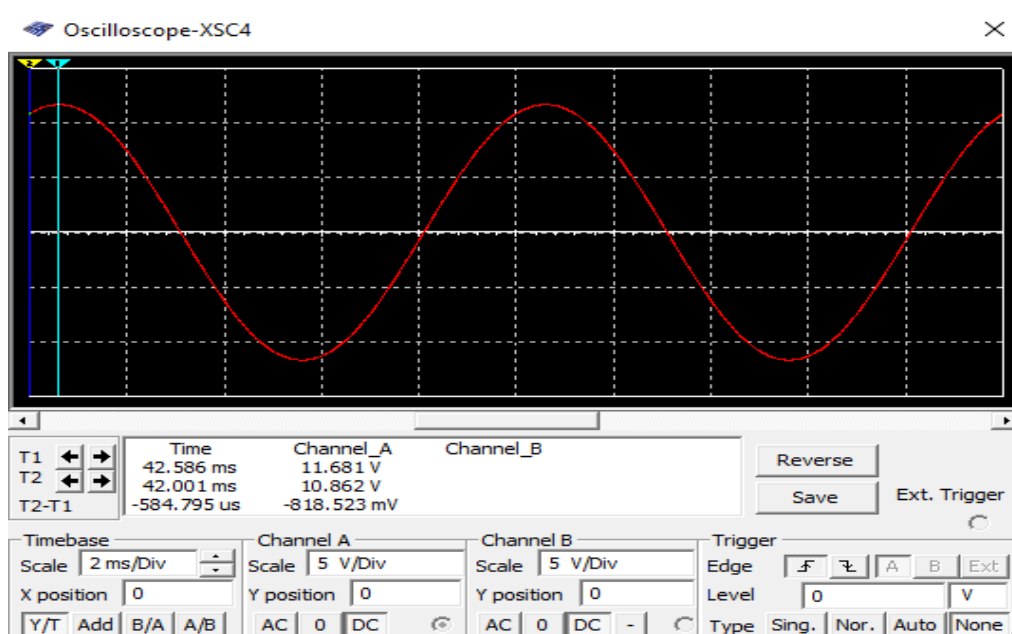 Oscilloscope-XSC4
2 1
T1
T2
T2-T1
Time Channel_A Channel_B
42.586 ms 11.681 V
42.001 ms 10.862 V
-584.795 us -818.523 mV
Reverse
Save
Ext. Trigger
Timebase
Scale 2 ms/Div
X position 0
Y/T Add B/A A/B
Channel A
Scale 5 V/Div
Y position 0
AC 0 DC
Channel B
Scale 5 V/Div
Y position 0
AC 0 DC -
Trigger
Edge A B Ext
Level 0 V
Type Sing. Nor. Auto None